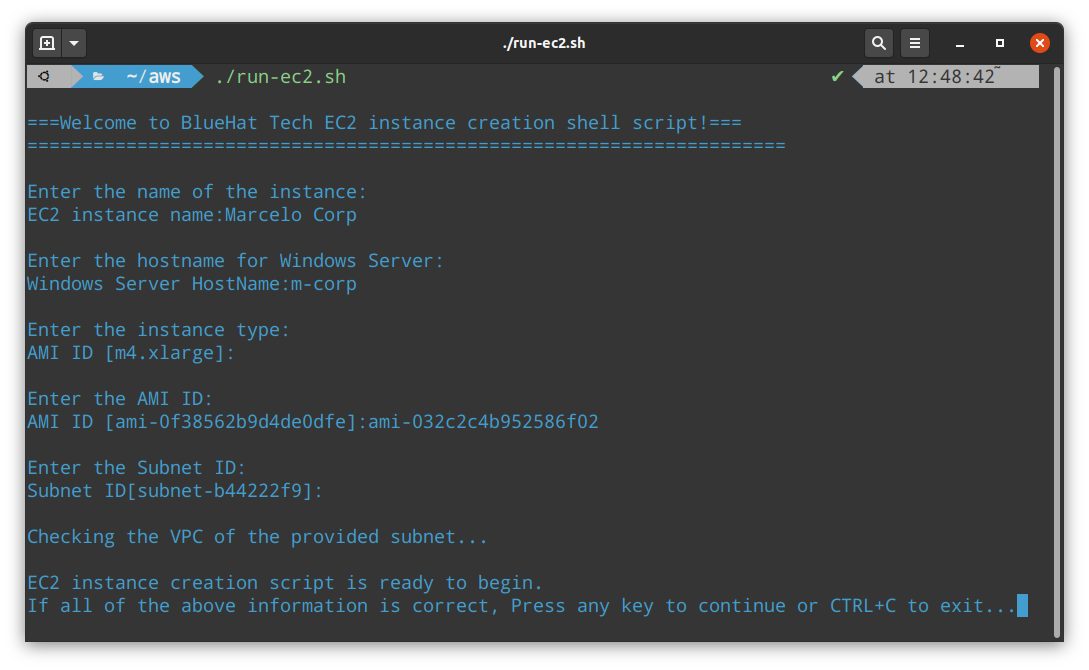 ./run-ec2.sh
~/aws ./run-ec2.sh ✔ at 12:48:42
===Welcome to BlueHat Tech EC2 instance creation shell script!===
=====================================================================
Enter the name of the instance:
EC2 instance name:Marcelo Corp
Enter the hostname for Windows Server:
Windows Server HostName:m-corp
Enter the instance type:
AMI ID [m4.xlarge]:
Enter the AMI ID:
AMI ID [ami-0f38562b9d4de0dfe]:ami-032c2c4b952586f02
Enter the Subnet ID:
Subnet ID[subnet-b44222f9]:
Checking the VPC of the provided subnet...
EC2 instance creation script is ready to begin.
If all of the above information is correct, Press any key to continue or CTRL+C to exit...